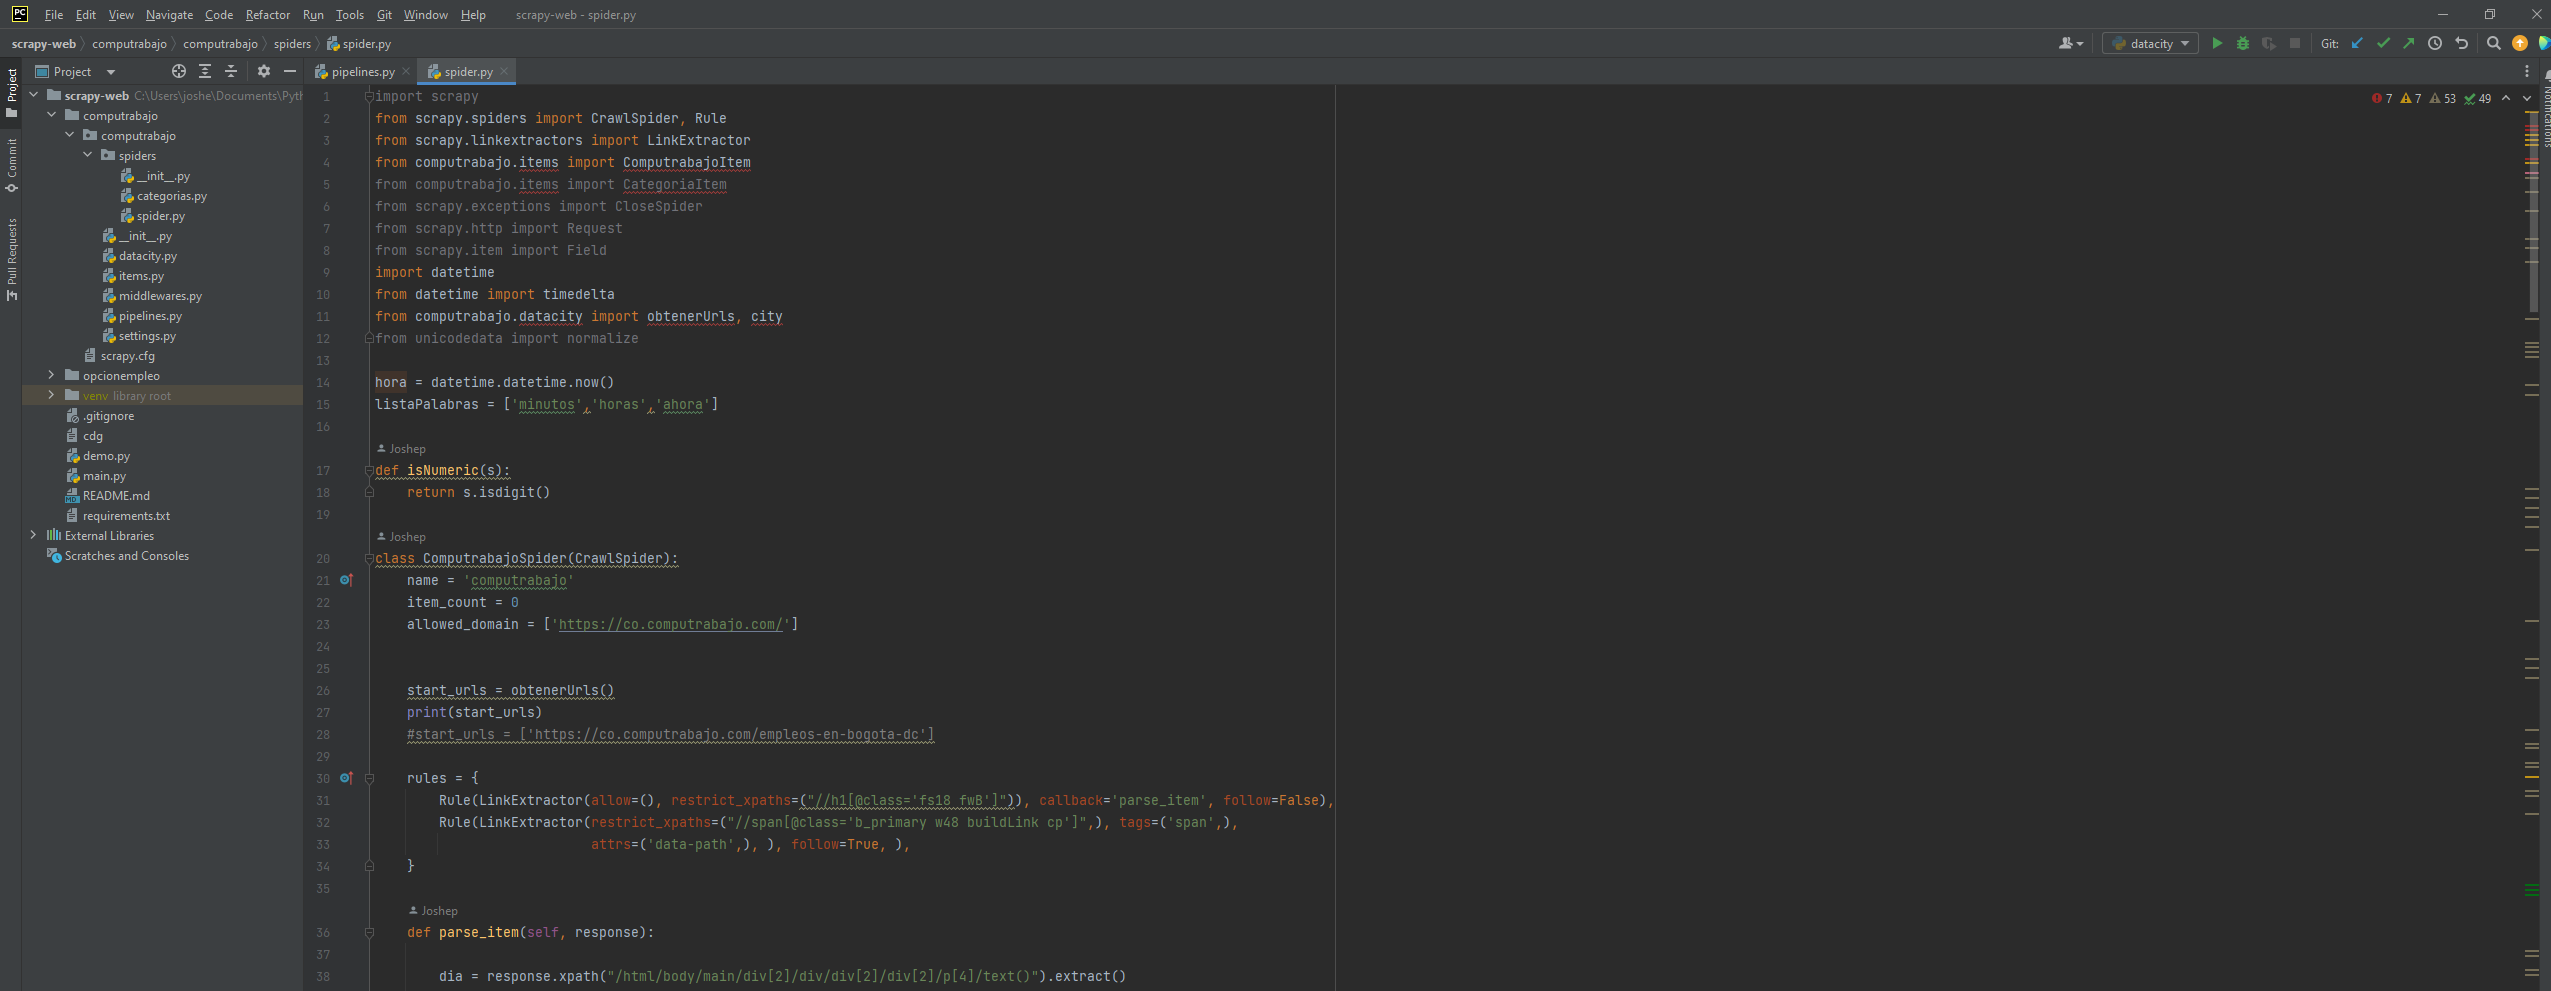 PC File Edit View Navigate Code Refactor Run Tools Git Window Help scrapy-web - spider.py
scrapy-web computrabajo computrabajo spiders spider.py
datacity Git:
Project
pipelines.py spider.py
Project
Commit
Pull Requests
Notifications
scrapy-web C:\Users\joshe\Documents\Pyth
computrabajo
computrabajo
spiders
__init__.py
categorias.py
spider.py
__init__.py
datacity.py
items.py
middlewares.py
pipelines.py
settings.py
scrapy.cfg
opcionempleo
venv library root
.gitignore
cdg
demo.py
main.py
README.md
requirements.txt
External Libraries
Scratches and Consoles
7 7 53 49
1 import scrapy
2 from scrapy.spiders import CrawlSpider, Rule
3 from scrapy.linkextractors import LinkExtractor
4 from computrabajo.items import ComputrabajoItem
5 from computrabajo.items import CategoriaItem
6 from scrapy.exceptions import CloseSpider
7 from scrapy.http import Request
8 from scrapy.item import Field
9 import datetime
10 from datetime import timedelta
11 from computrabajo.datacity import obtenerUrls, city
12 from unicodedata import normalize
13
14 hora = datetime.datetime.now()
15 listaPalabras = ['minutos','horas','ahora']
16
Joshep
17 def isNumeric(s):
18 return s.isdigit()
19
Joshep
20 class ComputrabajoSpider(CrawlSpider):
21 name = 'computrabajo'
22 item_count = 0
23 allowed_domain = ['https://co.computrabajo.com/']
24
25
26 start_urls = obtenerUrls()
27 print(start_urls)
28 #start_urls = ['https://co.computrabajo.com/empleos-en-bogota-dc']
29
30 rules = {
31 Rule(LinkExtractor(allow=(), restrict_xpaths=("//h1[@class='fs18 fwB']")), callback='parse_item', follow=False),
32 Rule(LinkExtractor(restrict_xpaths=("//span[@class='b_primary w48 buildLink cp']",), tags=('span',),
33 attrs=('data-path',), ), follow=True, ),
34 }
35
Joshep
36 def parse_item(self, response):
37
38 dia = response.xpath("/html/body/main/div[2]/div/div[2]/div[2]/p[4]/text()").extract()